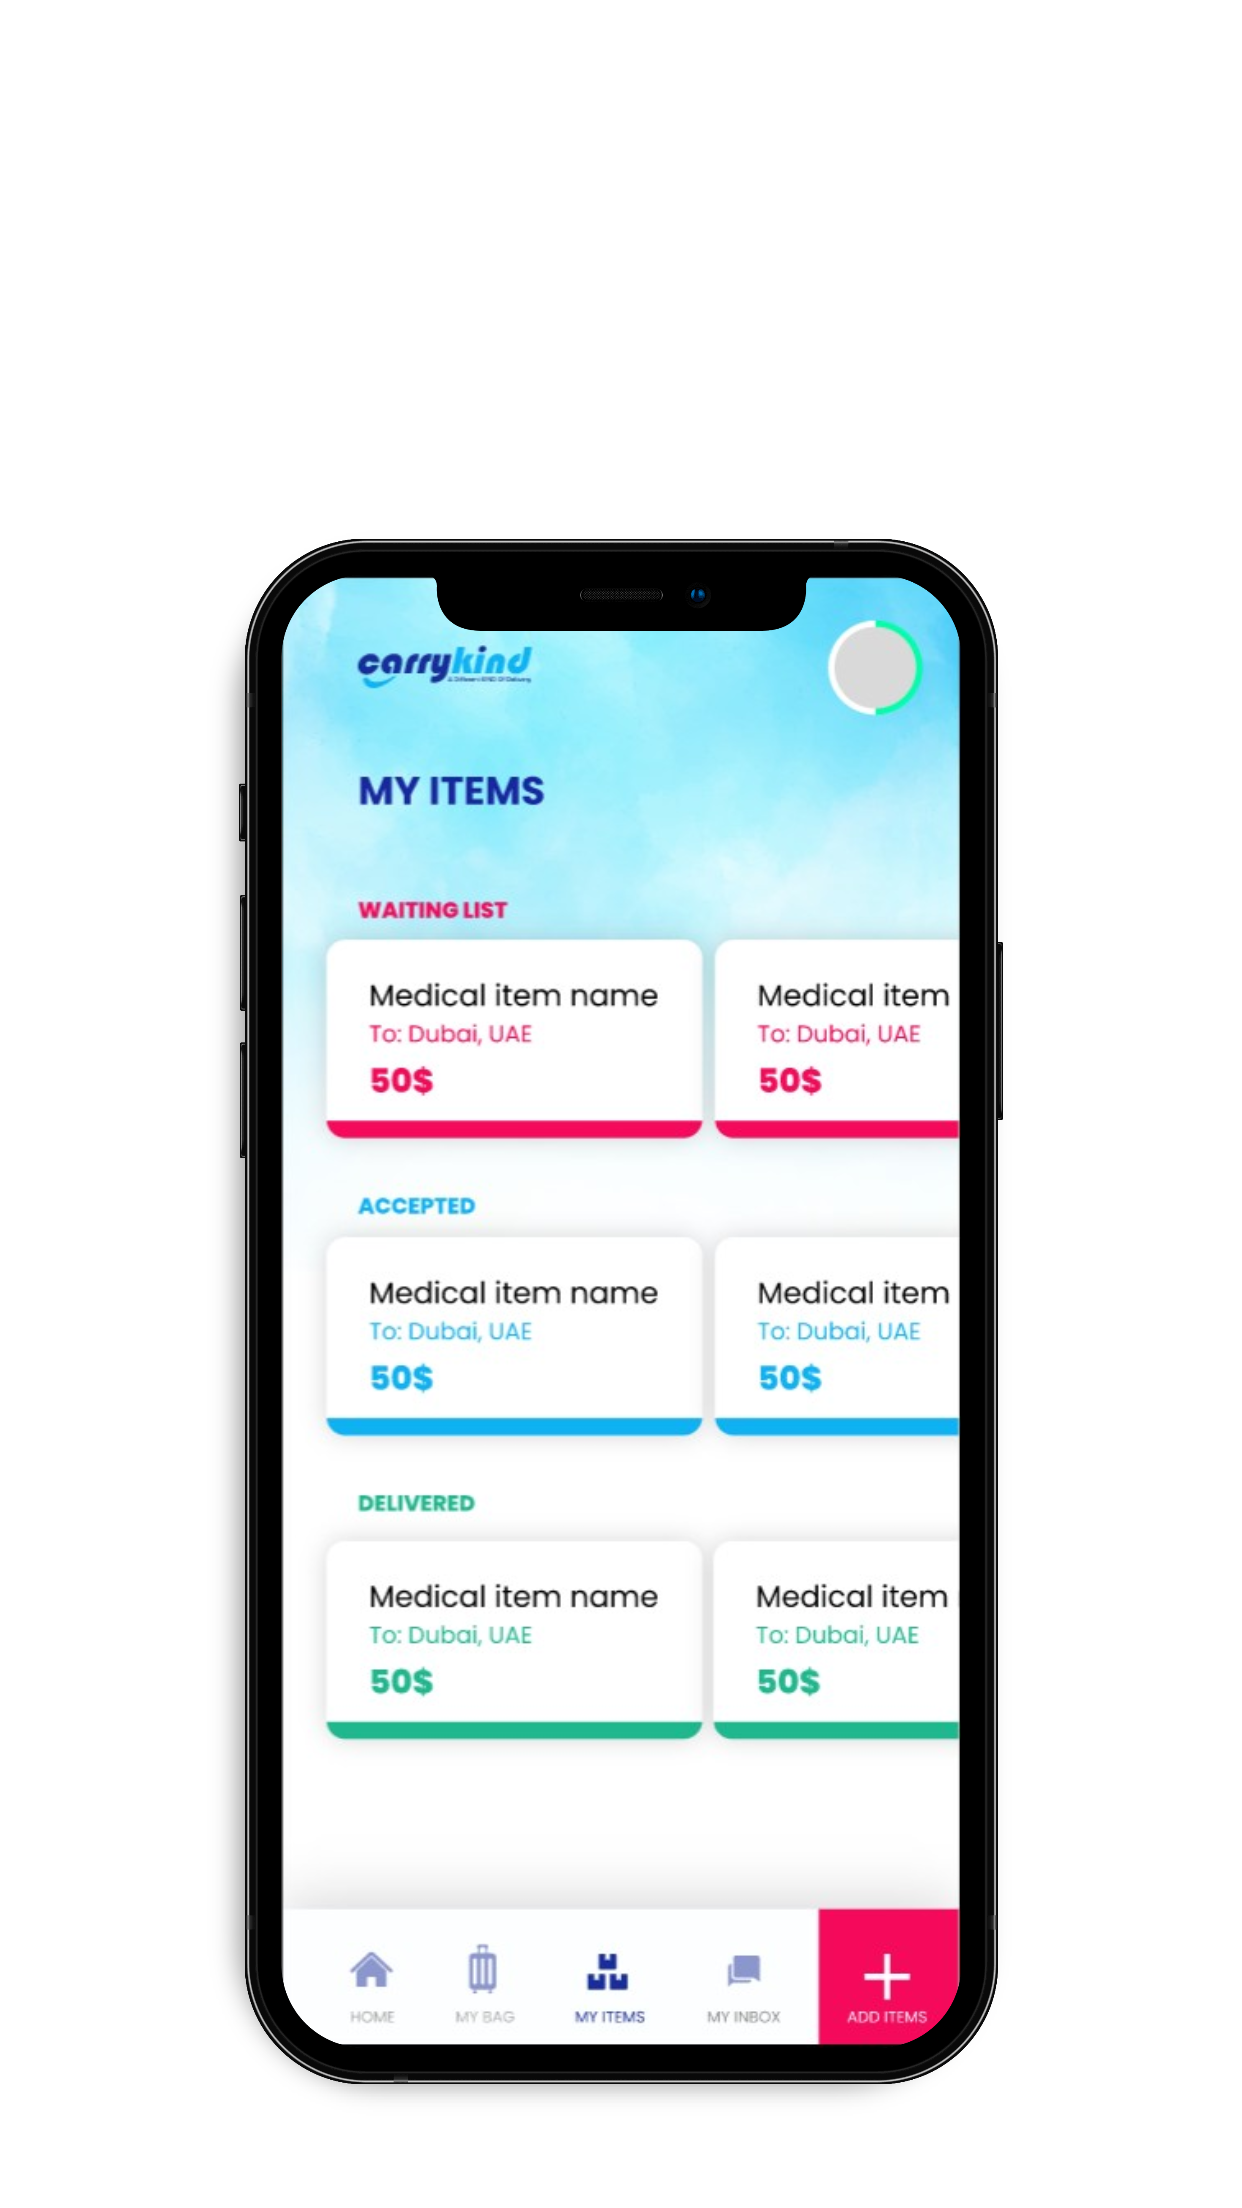 carrykind
A Different KIND Of Delivery
MY ITEMS
WAITING LIST
Medical item name
To: Dubai, UAE
50$
Medical item
To: Dubai, UAE
50$
ACCEPTED
Medical item name
To: Dubai, UAE
50$
Medical item
To: Dubai, UAE
50$
DELIVERED
Medical item name
To: Dubai, UAE
50$
Medical item
To: Dubai, UAE
50$
HOME
MY BAG
MY ITEMS
MY INBOX
ADD ITEMS